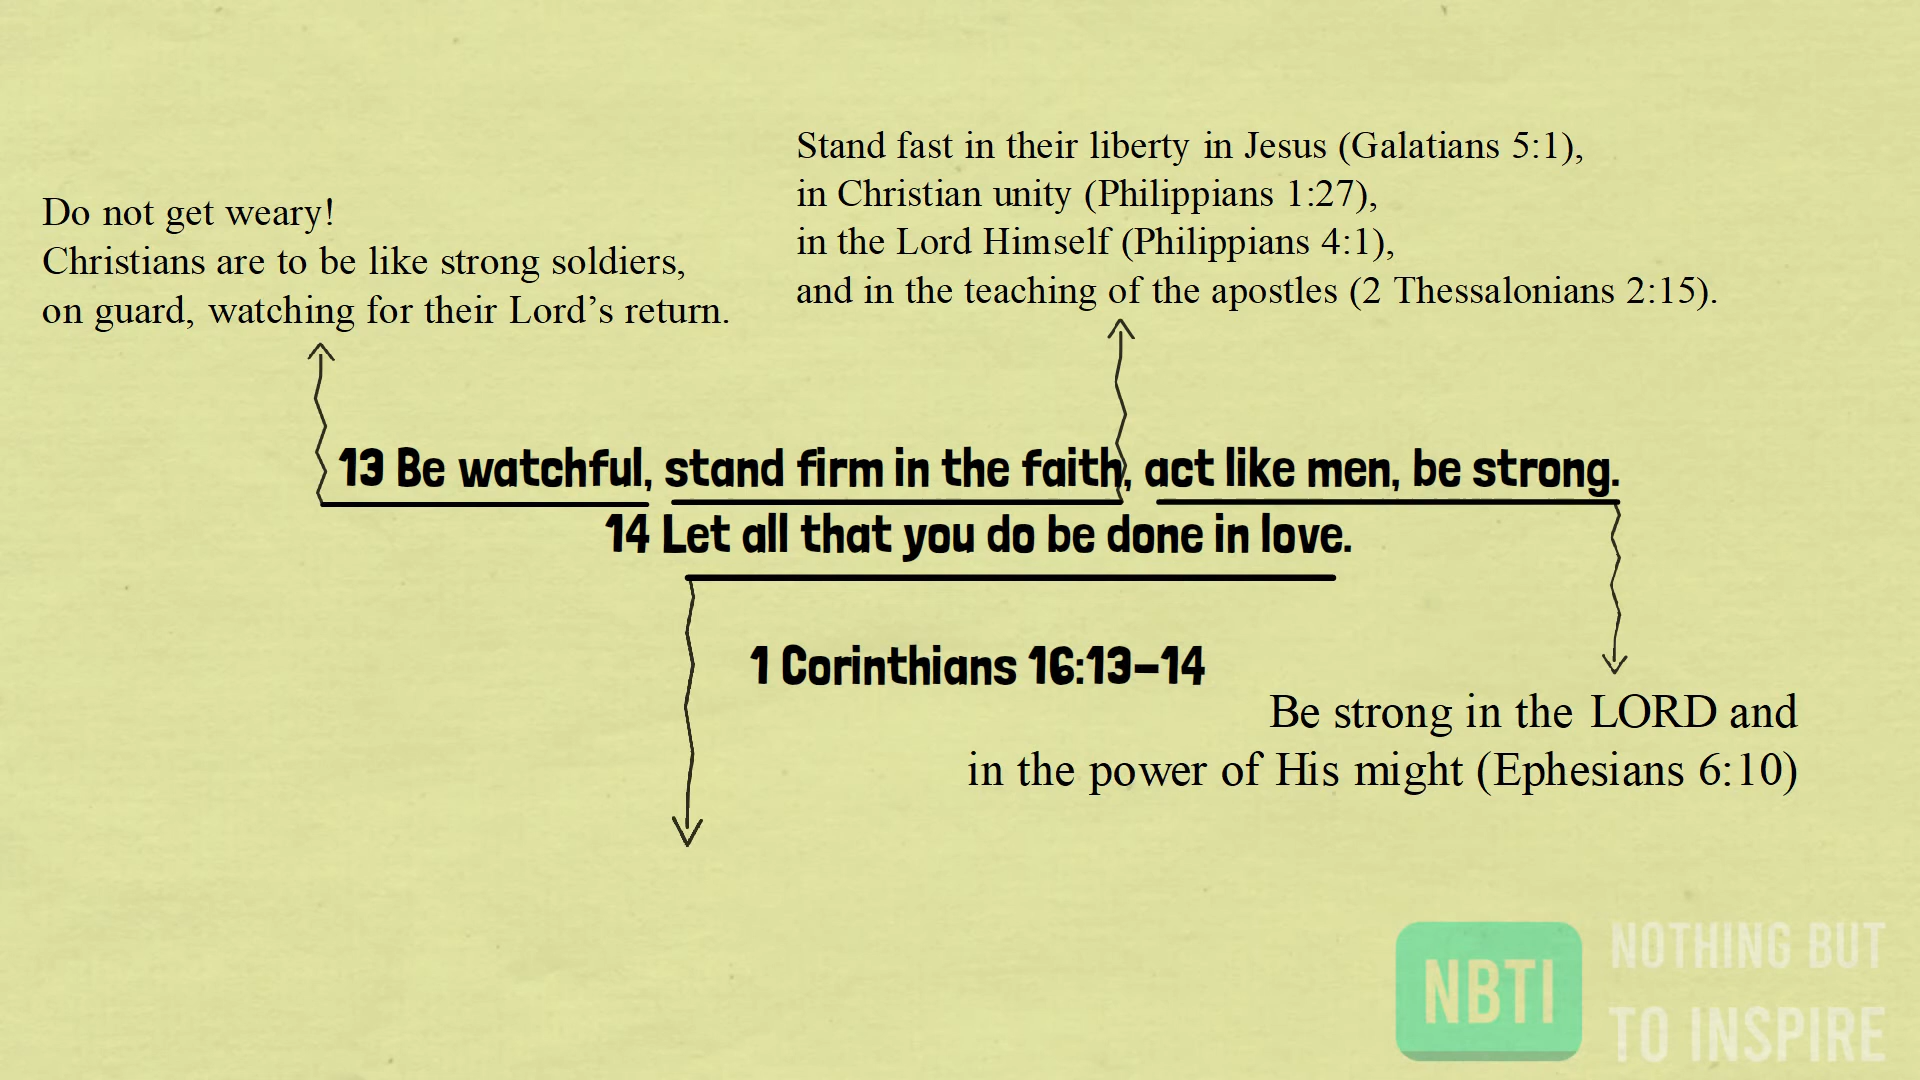 Do not get weary!
Christians are to be like strong soldiers,
on guard, watching for their Lord’s return.
Stand fast in their liberty in Jesus (Galatians 5:1),
in Christian unity (Philippians 1:27),
in the Lord Himself (Philippians 4:1),
and in the teaching of the apostles (2 Thessalonians 2:15).
13 Be watchful, stand firm in the faith, act like men, be strong.
14 Let all that you do be done in love.
1 Corinthians 16:13–14
Be strong in the LORD and
in the power of His might (Ephesians 6:10)
NBTI
NOTHING BUT
TO INSPIRE